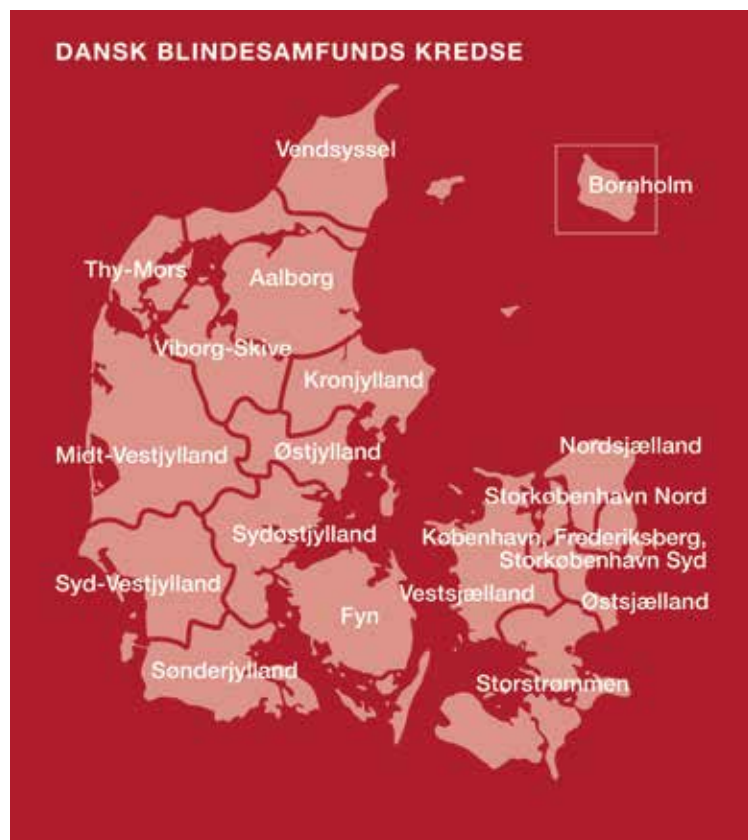 DANSK BLINDESAMFUNDS KREDSE
Vendsyssel
Bornholm
Thy-Mors
Aalborg
Viborg-Skive
Kronjylland
Midt-Vestjylland
Østjylland
Nordsjælland
Storkøbenhavn Nord
Sydøstjylland
København, Frederiksberg,
Storkøbenhavn Syd
Syd-Vestjylland
Vestsjælland
Østsjælland
Fyn
Sønderjylland
Storstrømmen